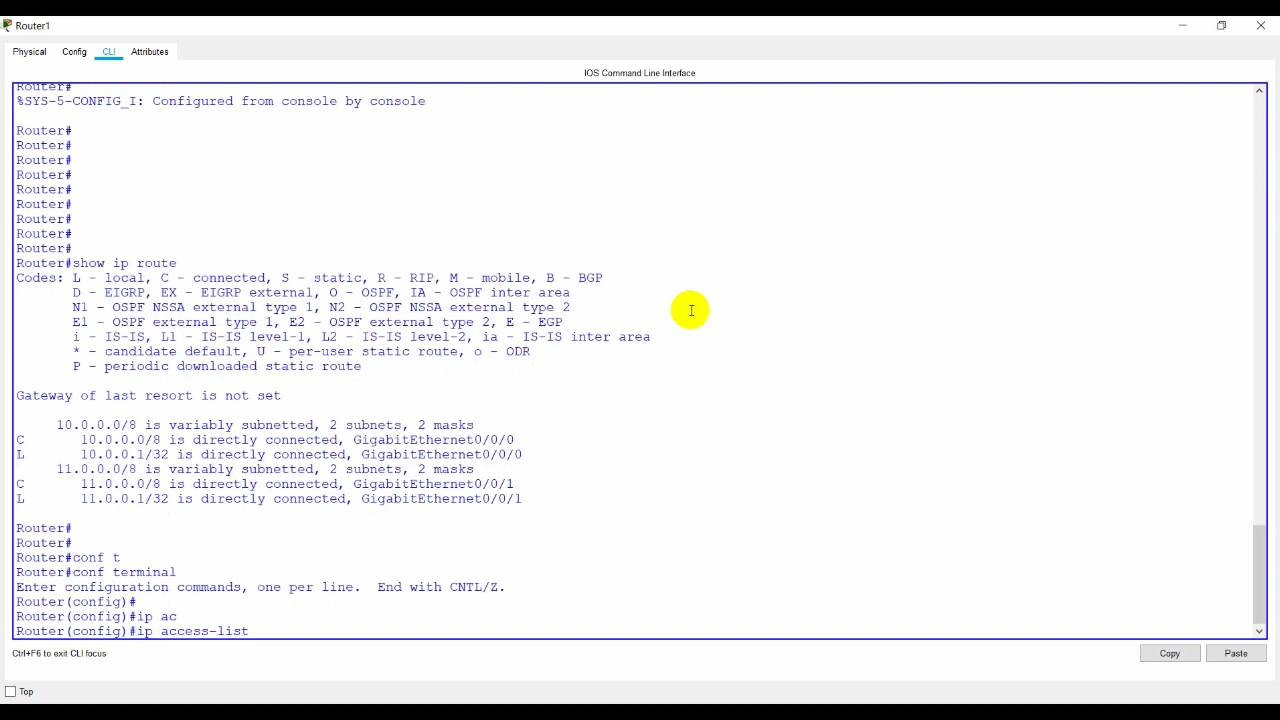 Router1
Physical Config CLI Attributes
IOS Command Line Interface
Router#
%SYS-5-CONFIG_I: Configured from console by console
Router#
Router#
Router#
Router#
Router#
Router#
Router#
Router#
Router#
Router#show ip route
Codes: L - local, C - connected, S - static, R - RIP, M - mobile, B - BGP
D - EIGRP, EX - EIGRP external, O - OSPF, IA - OSPF inter area
N1 - OSPF NSSA external type 1, N2 - OSPF NSSA external type 2
E1 - OSPF external type 1, E2 - OSPF external type 2, E - EGP
i - IS-IS, L1 - IS-IS level-1, L2 - IS-IS level-2, ia - IS-IS inter area
* - candidate default, U - per-user static route, o - ODR
P - periodic downloaded static route
Gateway of last resort is not set
10.0.0.0/8 is variably subnetted, 2 subnets, 2 masks
C 10.0.0.0/8 is directly connected, GigabitEthernet0/0/0
L 10.0.0.1/32 is directly connected, GigabitEthernet0/0/0
11.0.0.0/8 is variably subnetted, 2 subnets, 2 masks
C 11.0.0.0/8 is directly connected, GigabitEthernet0/0/1
L 11.0.0.1/32 is directly connected, GigabitEthernet0/0/1
Router#
Router#
Router#conf t
Router#conf terminal
Enter configuration commands, one per line. End with CNTL/Z.
Router(config)#
Router(config)#ip ac
Router(config)#ip access-list
Ctrl+F6 to exit CLI focus
Copy Paste
Top